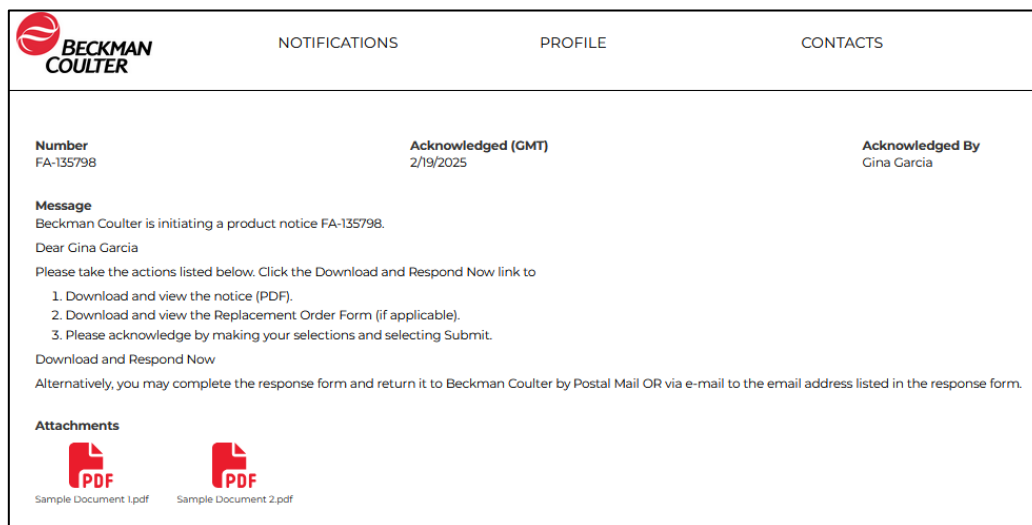 BECKMAN
COULTER
NOTIFICATIONS PROFILE CONTACTS
Number Acknowledged (GMT) Acknowledged By
FA-135798 2/19/2025 Gina Garcia
Message
Beckman Coulter is initiating a product notice FA-135798.
Dear Gina Garcia
Please take the actions listed below. Click the Download and Respond Now link to
1. Download and view the notice (PDF).
2. Download and view the Replacement Order Form (if applicable).
3. Please acknowledge by making your selections and selecting Submit.
Download and Respond Now
Alternatively, you may complete the response form and return it to Beckman Coulter by Postal Mail OR via e-mail to the email address listed in the response form.
Attachments
PDF PDF
Sample Document 1.pdf Sample Document 2.pdf